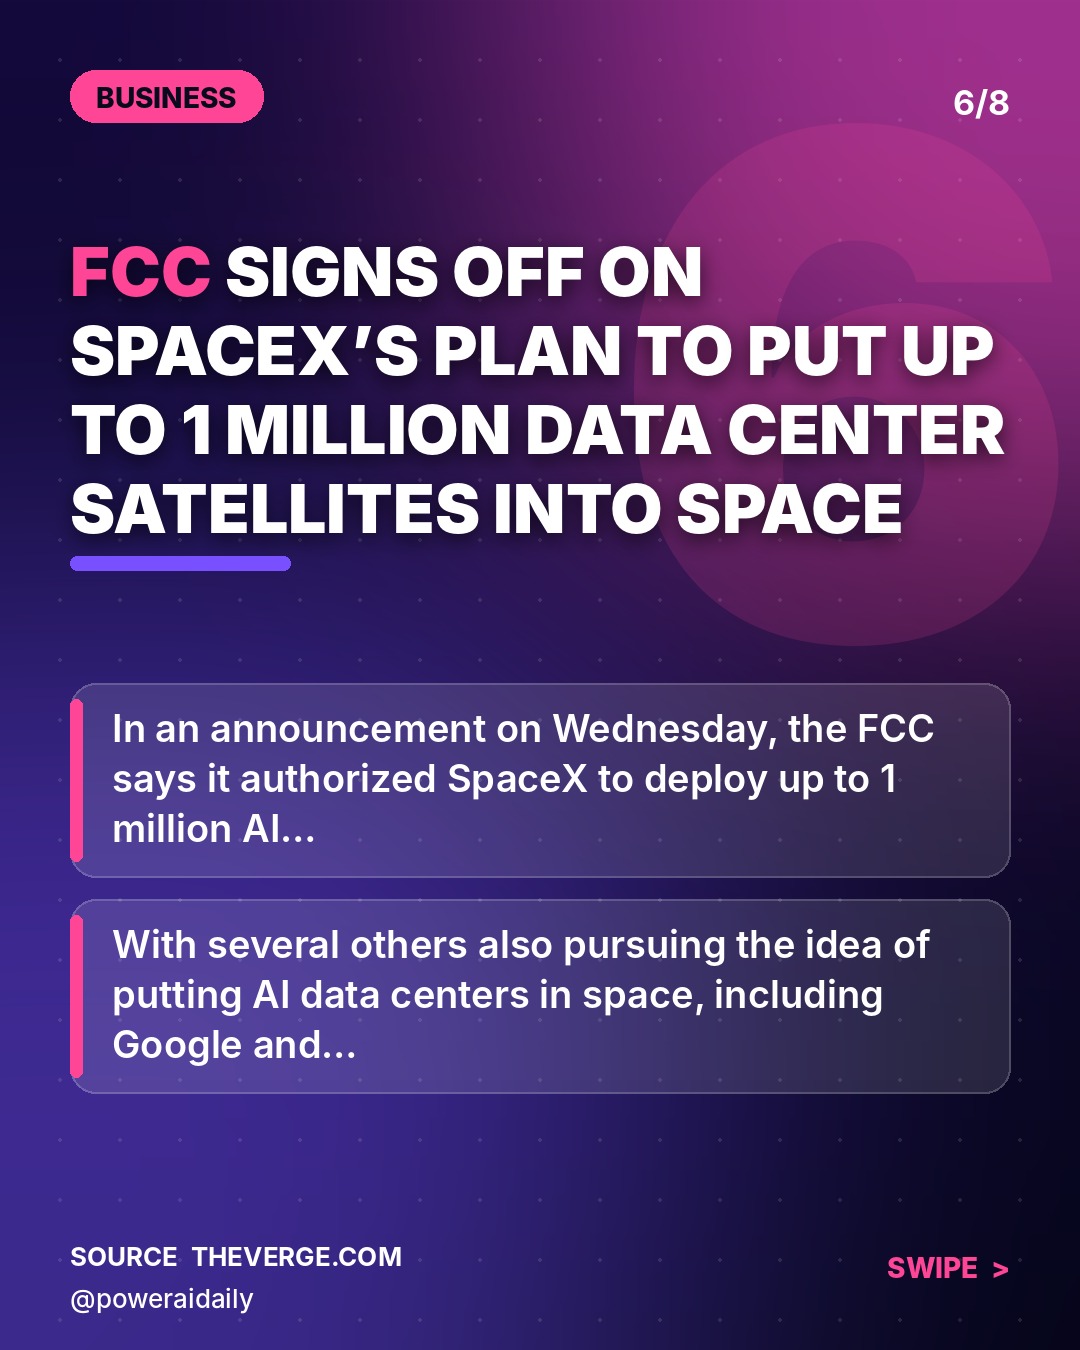 BUSINESS
6/8
FCC SIGNS OFF ON
SPACEX’S PLAN TO PUT UP
TO 1 MILLION DATA CENTER
SATELLITES INTO SPACE
6
In an announcement on Wednesday, the FCC
says it authorized SpaceX to deploy up to 1
million AI...
With several others also pursuing the idea of
putting AI data centers in space, including
Google and...
SOURCE THEVERGE.COM
@poweraidaily
SWIPE >